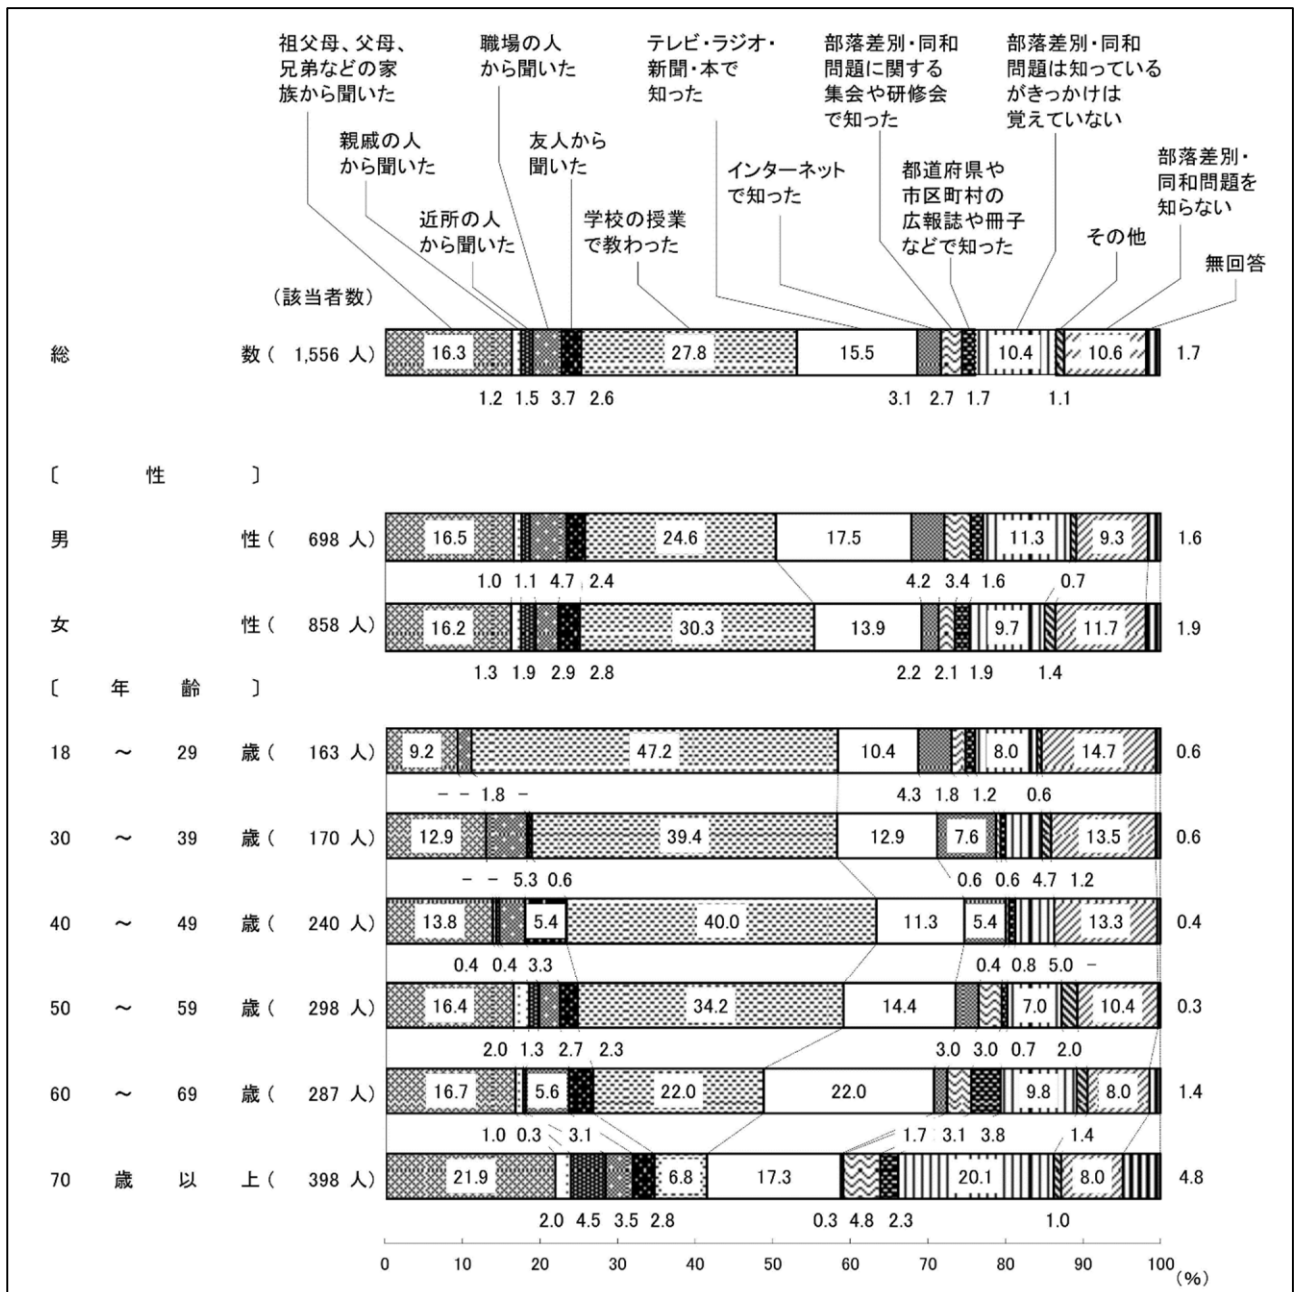 祖父母、父母、
兄弟などの家
族から聞いた
職場の人
から聞いた
テレビ・ラジオ・
新聞・本で
知った
部落差別・同和
問題に関する
集会や研修会
で知った
部落差別・同和
問題は知っている
がきっかけは
覚えていない
親戚の人
から聞いた
友人から
聞いた
インターネット
で知った
都道府県や
市区町村の
広報誌や冊子
などで知った
部落差別・
同和問題を
知らない
近所の人
から聞いた
学校の授業
で教わった
その他
無回答
(該当者数)
総 数 ( 1,556 人) 16.3 27.8 15.5 10.4 10.6 1.7
1.2 1.5 3.7 2.6 3.1 2.7 1.7 1.1
〔 性 〕
男 性 ( 698 人) 16.5 24.6 17.5 11.3 9.3 1.6
1.0 1.1 4.7 2.4 4.2 3.4 1.6 0.7
女 性 ( 858 人) 16.2 30.3 13.9 9.7 11.7 1.9
1.3 1.9 2.9 2.8 2.2 2.1 1.9 1.4
〔 年 齢 〕
18 ～ 29 歳 ( 163 人) 9.2 47.2 10.4 8.0 14.7 0.6
－ － 1.8 － 4.3 1.8 1.2 0.6
30 ～ 39 歳 ( 170 人) 12.9 39.4 12.9 7.6 13.5 0.6
－ － 5.3 0.6 0.6 0.6 4.7 1.2
40 ～ 49 歳 ( 240 人) 13.8 5.4 40.0 11.3 5.4 13.3 0.4
0.4 0.4 3.3 0.4 0.8 5.0 －
50 ～ 59 歳 ( 298 人) 16.4 34.2 14.4 7.0 10.4 0.3
2.0 1.3 2.7 2.3 3.0 3.0 0.7 2.0
60 ～ 69 歳 ( 287 人) 16.7 5.6 22.0 22.0 9.8 8.0 1.4
1.0 0.3 3.1 1.7 3.1 3.8 1.4
70 歳 以 上 ( 398 人) 21.9 6.8 17.3 20.1 8.0 4.8
2.0 4.5 3.5 2.8 0.3 4.8 2.3 1.0
0 10 20 30 40 50 60 70 80 90 100
(%)